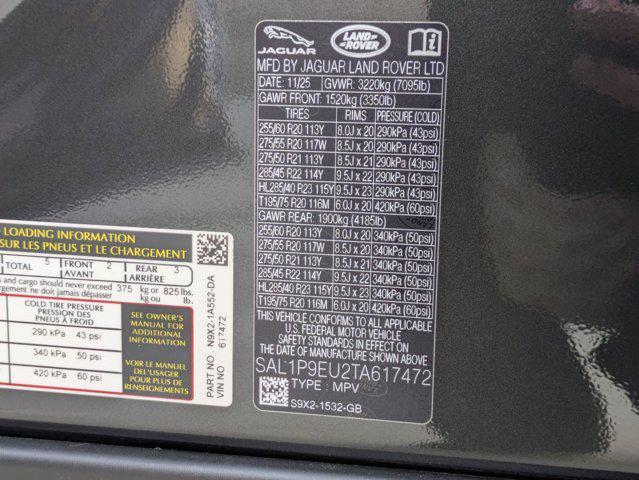 JAGUAR
LAND ROVER
MFD BY JAGUAR LAND ROVER LTD
DATE: 11/25 GVWR: 3220kg (7095lb)
GAWR FRONT: 1520kg (3350lb)
TIRES RIMS PRESSURE (COLD)
255/60 R20 113Y 8.0J x 20 290kPa (43psi)
275/55 R20 117W 8.5J x 20 290kPa (43psi)
275/50 R21 113Y 8.5J x 21 290kPa (43psi)
285/45 R22 114Y 9.5J x 22 290kPa (43psi)
HL285/40 R23 115Y 9.5J x 23 290kPa (43psi)
T195/75 R20 116M 6.0J x 20 420kPa (60psi)
GAWR REAR: 1900kg (4185lb)
255/60 R20 113Y 8.0J x 20 340kPa (50psi)
275/55 R20 117W 8.5J x 20 340kPa (50psi)
275/50 R21 113Y 8.5J x 21 340kPa (50psi)
285/45 R22 114Y 9.5J x 22 340kPa (50psi)
HL285/40 R23 115Y 9.5J x 23 340kPa (50psi)
T195/75 R20 116M 6.0J x 20 420kPa (60psi)
THIS VEHICLE CONFORMS TO ALL APPLICABLE
U.S. FEDERAL MOTOR VEHICLE
SAFETY STANDARDS IN EFFECT ON THE DATE OF
MANUFACTURE SHOWN ABOVE
SAL1P9EU2TA617472
TYPE : MPV
S9X2-1532-GB
LOADING INFORMATION
SUR LES PNEUS ET LE CHARGEMENT
TOTAL 5 FRONT 2 REAR 3
AVANT ARRIÈRE
and cargo should never exceed 375 kg or 825 lbs.
ne doit jamais dépasser kg ou lb.
COLD TIRE PRESSURE
PRESSION DES
PNEUS À FROID
290 kPa 43 psi
340 kPa 50 psi
420 kPa 60 psi
SEE OWNER'S
MANUAL FOR
ADDITIONAL
INFORMATION
VOIR LE MANUEL
DE L'USAGER
POUR PLUS DE
RENSEIGNEMENTS
PART NO N9X2-1A552-DA
VIN NO 617472